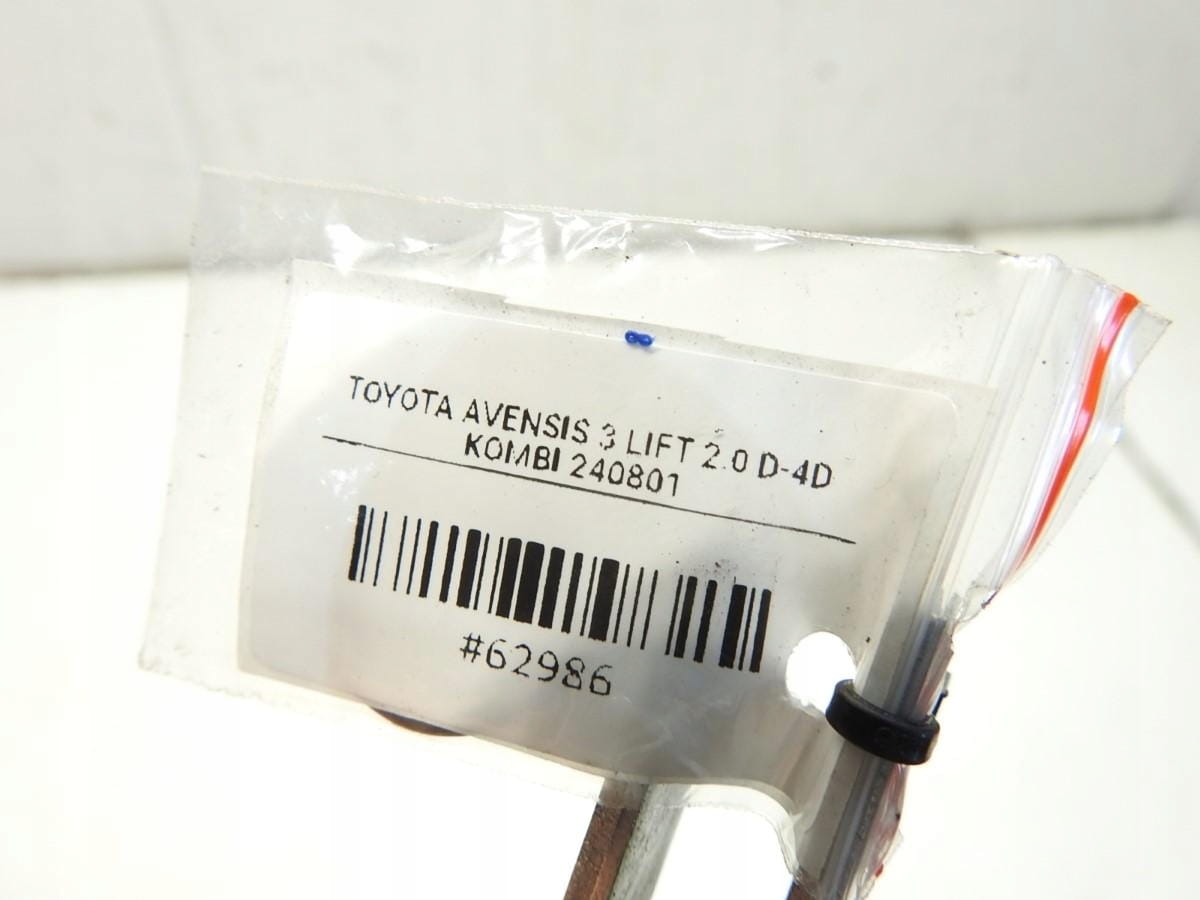 TOYOTA AVENSIS 3 LIFT 2.0 D-4D
KOMBI 240801
#62986